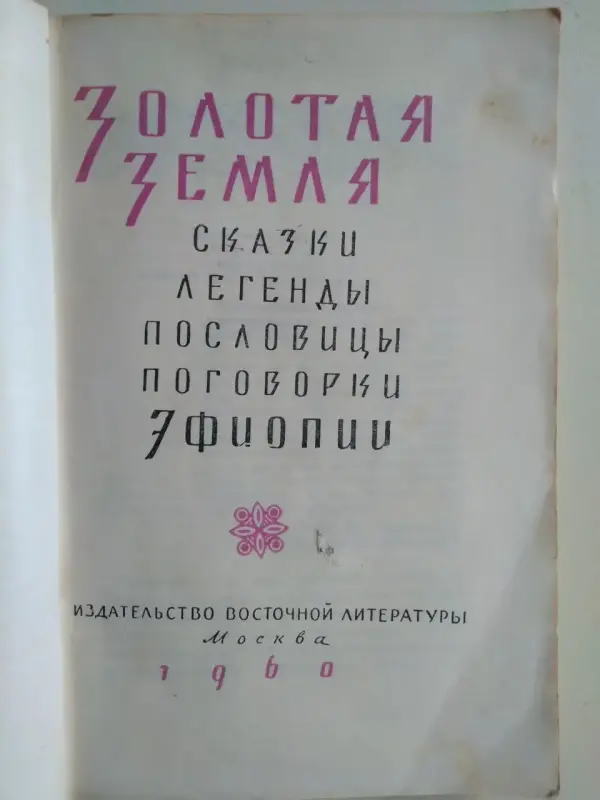 ЗОЛОТАЯ
ЗЕМЛЯ
СКАЗКИ
ЛЕГЕНДЫ
ПОСЛОВИЦЫ
ПОГОВОРКИ
ЭФИОПИИ
ИЗДАТЕЛЬСТВО ВОСТОЧНОЙ ЛИТЕРАТУРЫ
Москва
1960